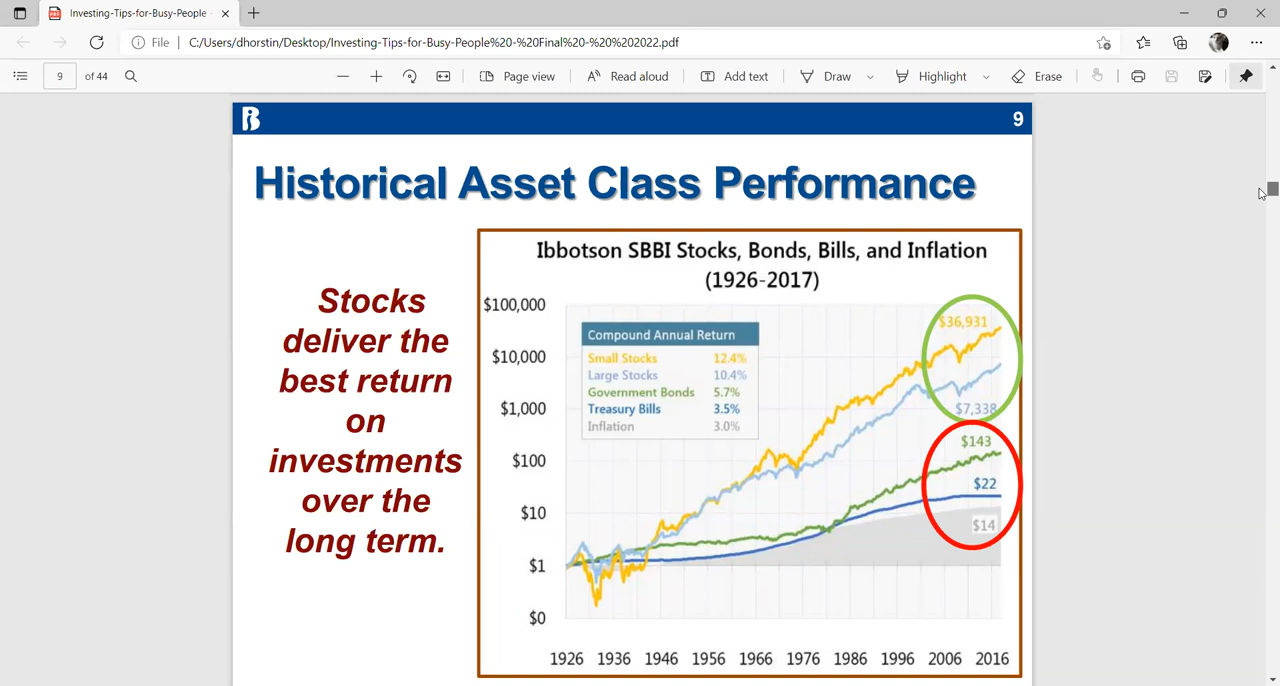 Investing-Tips-for-Busy-People
File
C:/Users/dhorstin/Desktop/Investing-Tips-for-Busy-People%20-%20Final%20-%20%202022.pdf
9 of 44
Page view
Read aloud
Add text
Draw
Highlight
Erase
9
Historical Asset Class Performance
Stocks
deliver the
best return
on
investments
over the
long term.
Ibbotson SBBI Stocks, Bonds, Bills, and Inflation
(1926-2017)
$100,000
$10,000
$1,000
$100
$10
$1
$0
Compound Annual Return
Small Stocks 12.4%
Large Stocks 10.4%
Government Bonds 5.7%
Treasury Bills 3.5%
Inflation 3.0%
$36,931
$7,338
$143
$22
$14
1926 1936 1946 1956 1966 1976 1986 1996 2006 2016